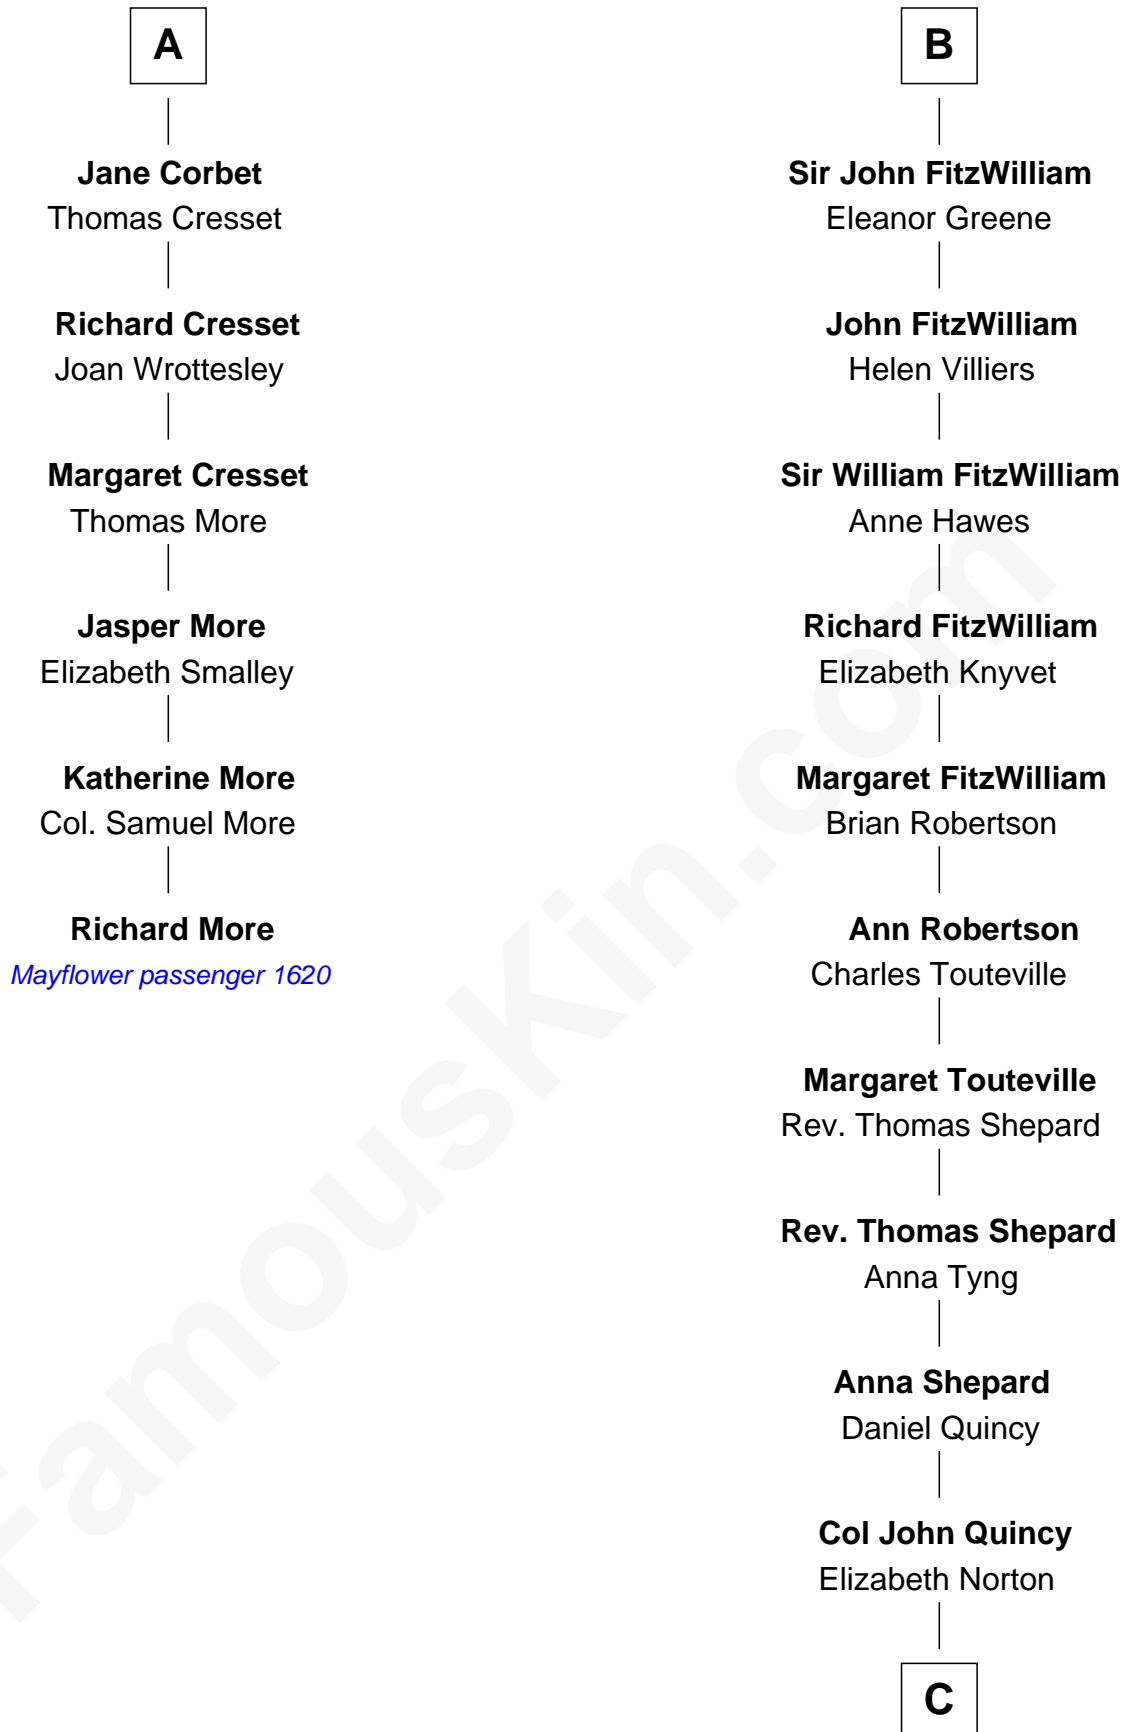 A
Jane Corbet
Thomas Cresset
Richard Cresset
Joan Wrottesley
Margaret Cresset
Thomas More
Jasper More
Elizabeth Smalley
Katherine More
Col. Samuel More
Richard More
Mayflower passenger 1620
B
Sir John FitzWilliam
Eleanor Greene
John FitzWilliam
Helen Villiers
Sir William FitzWilliam
Anne Hawes
Richard FitzWilliam
Elizabeth Knyvet
Margaret FitzWilliam
Brian Robertson
Ann Robertson
Charles Touteville
Margaret Touteville
Rev. Thomas Shepard
Rev. Thomas Shepard
Anna Tyng
Anna Shepard
Daniel Quincy
Col John Quincy
Elizabeth Norton
C
FamousKin.com